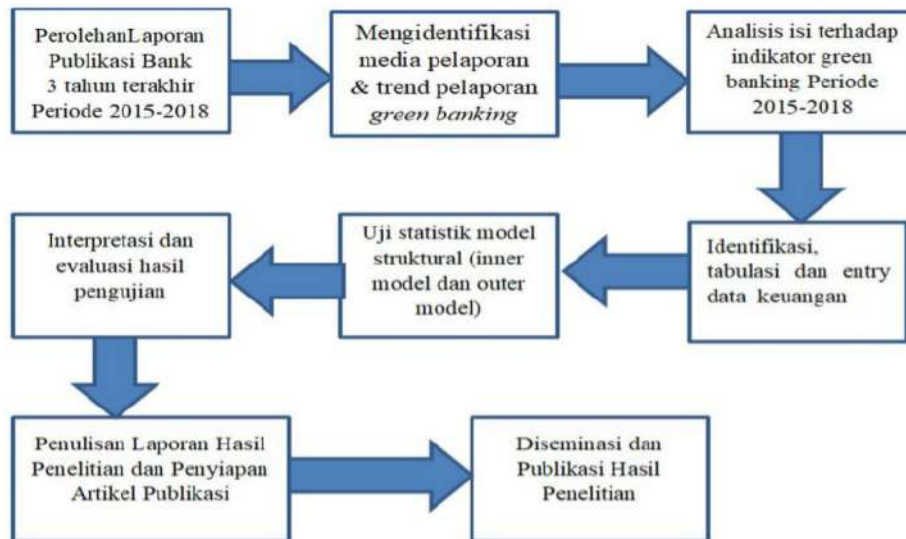 PerolehanLaporan
Publikasi Bank
3 tahun terakhir
Periode 2015-2018
Mengidentifikasi
media pelaporan
& trend pelaporan
green banking
Analisis isi terhadap
indikator green
banking Periode
2015-2018
Identifikasi,
tabulasi dan entry
data keuangan
Uji statistik model
struktural (inner
model dan outer
model)
Interpretasi dan
evaluasi hasil
pengujian
Penulisan Laporan Hasil
Penelitian dan Penyiapan
Artikel Publikasi
Diseminasi dan
Publikasi Hasil
Penelitian